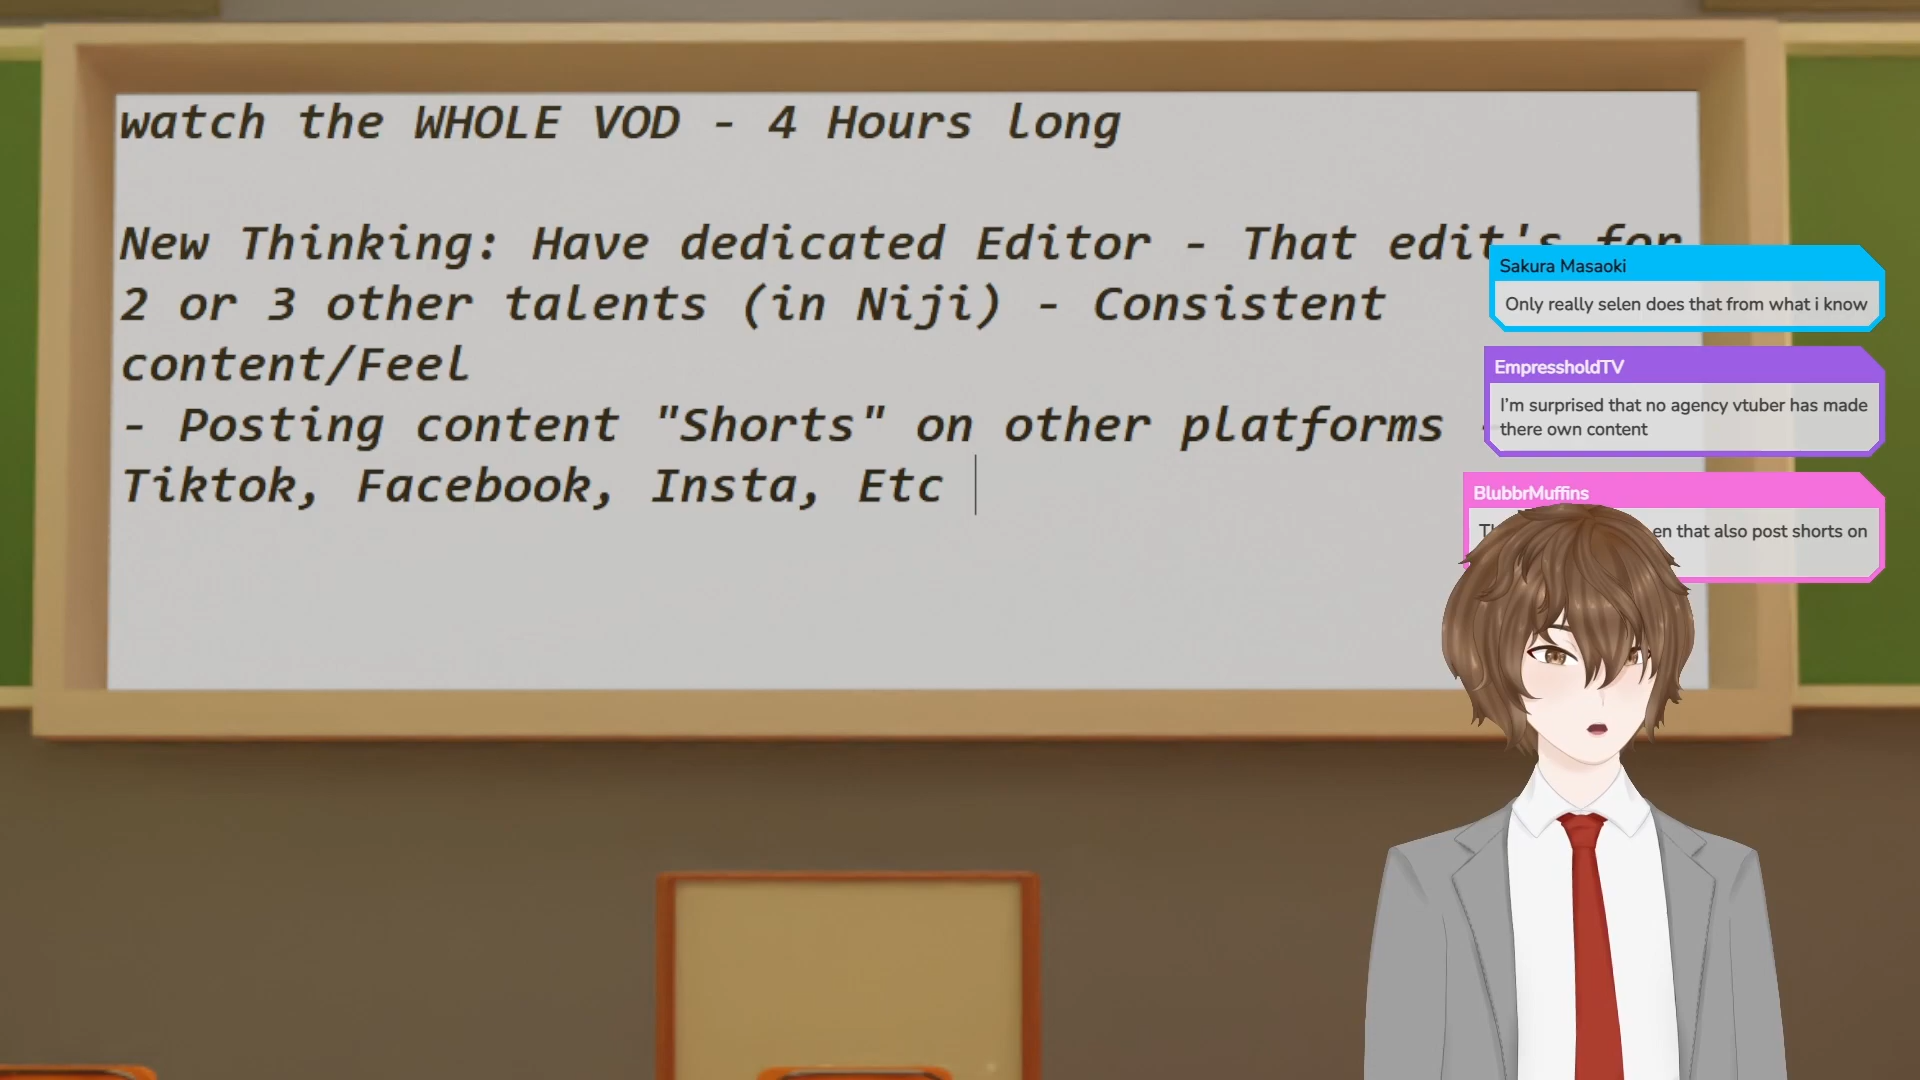 watch the WHOLE VOD - 4 Hours long
New Thinking: Have dedicated Editor - That edit's for
2 or 3 other talents (in Niji) - Consistent
content/Feel
- Posting content "Shorts" on other platforms
Tiktok, Facebook, Insta, Etc
Sakura Masaoki
Only really selen does that from what i know
EmpressholdTV
I'm surprised that no agency vtuber has made
there own content
BlubbrMuffins
en that also post shorts on